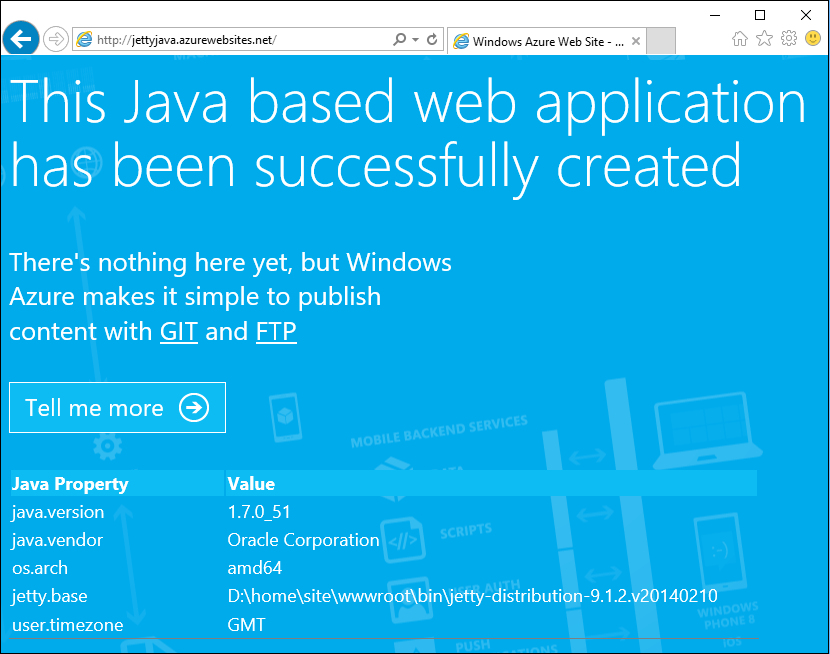 http://jettyjava.azurewebsites.net/
Windows Azure Web Site - ...
This Java based web application
has been successfully created
There's nothing here yet, but Windows
Azure makes it simple to publish
content with GIT and FTP
Tell me more
MOBILE BACKEND SERVICES
Java Property Value
java.version 1.7.0_51
SCRIPTS
java.vendor Oracle Corporation
</>
os.arch amd64
:-)
USER AUTH
jetty.base D:\home\site\wwwroot\bin\jetty-distribution-9.1.2.v20140210
WINDOWS
PHONE 8
user.timezone GMT
iOS
PUSH